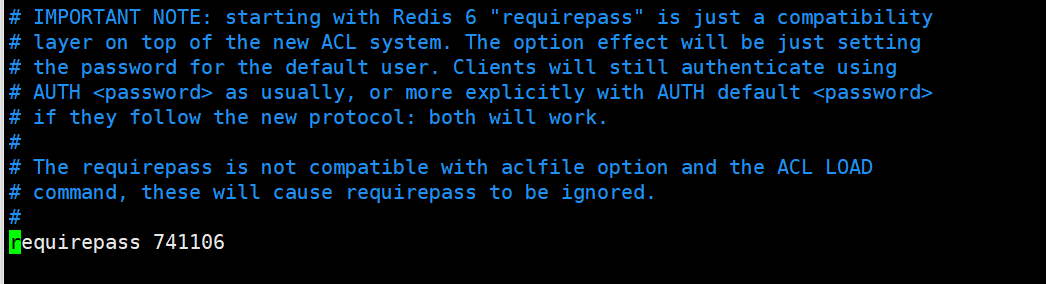 # IMPORTANT NOTE: starting with Redis 6 "requirepass" is just a compatibility
# layer on top of the new ACL system. The option effect will be just setting
# the password for the default user. Clients will still authenticate using
# AUTH <password> as usually, or more explicitly with AUTH default <password>
# if they follow the new protocol: both will work.
#
# The requirepass is not compatible with aclfile option and the ACL LOAD
# command, these will cause requirepass to be ignored.
#
requirepass 741106